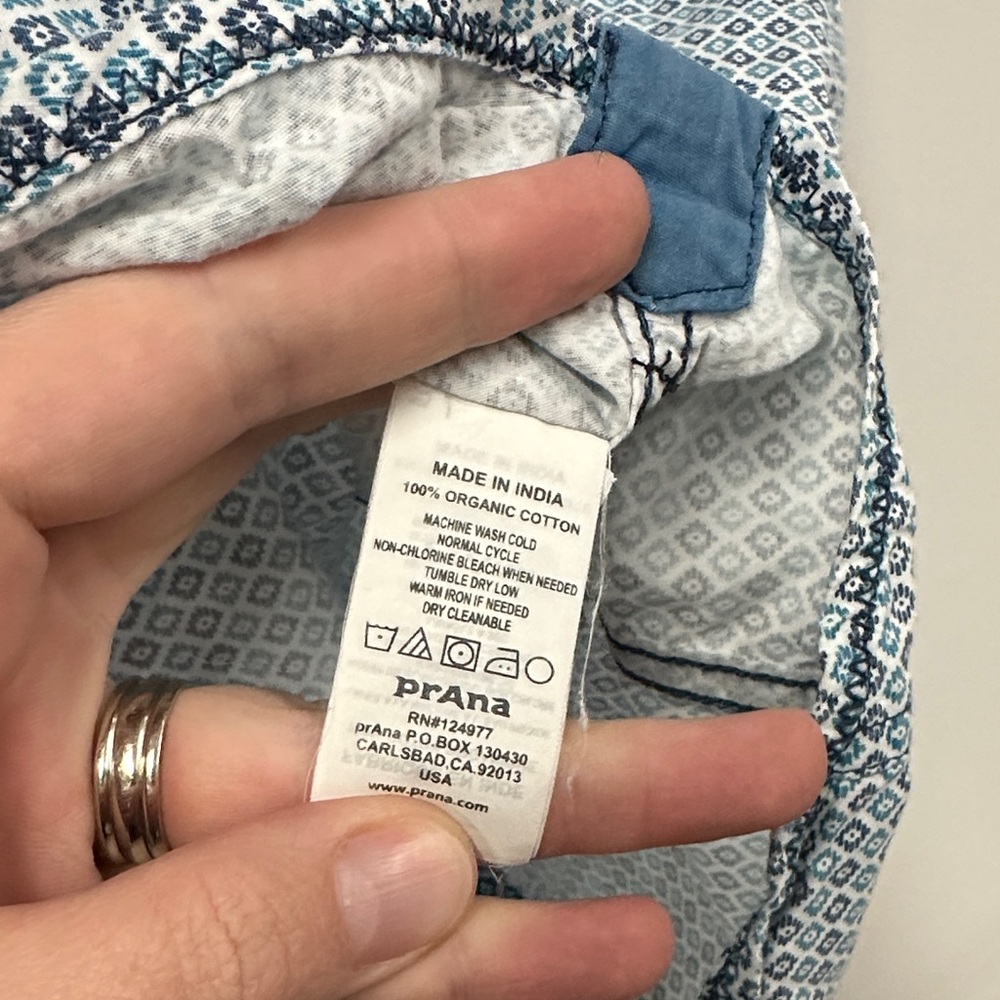 MADE IN INDIA
100% ORGANIC COTTON
MACHINE WASH COLD
NORMAL CYCLE
NON-CHLORINE BLEACH WHEN NEEDED
TUMBLE DRY LOW
WARM IRON IF NEEDED
DRY CLEANABLE
prAna
RN#124977
prAna P.O.BOX 130430
CARLSBAD,CA.92013
USA
www.prana.com